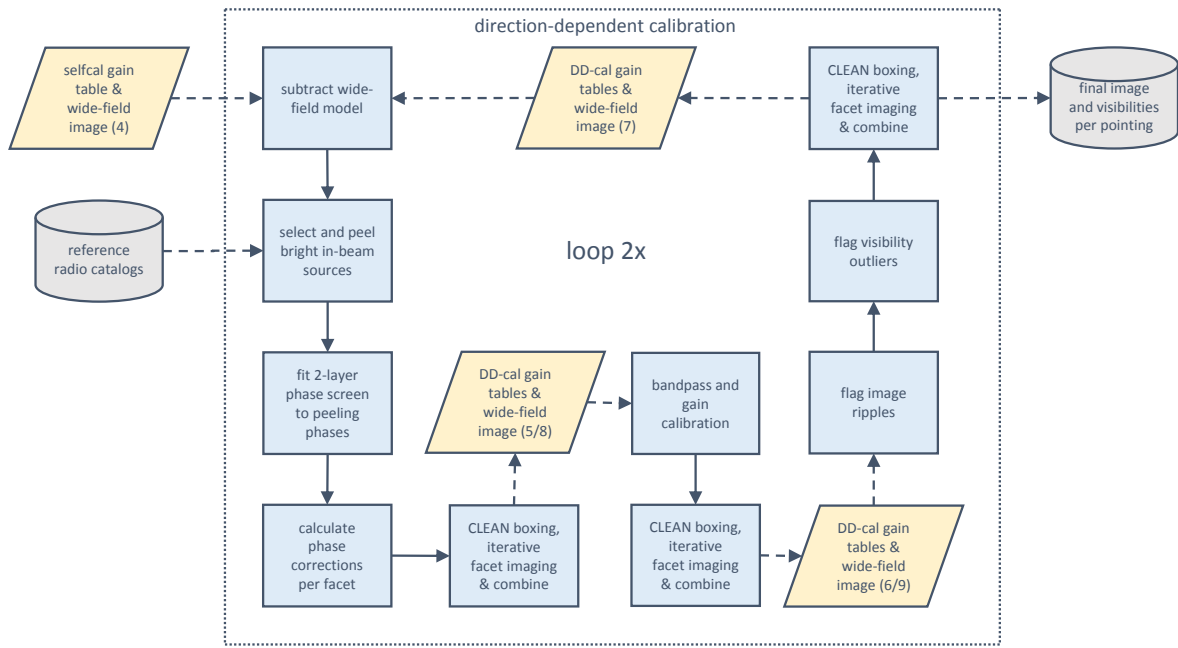 direction-dependent calibration
selfcal gain
table &
wide-field
image (4)
subtract wide-
field model
DD-cal gain
tables &
wide-field
image (7)
CLEAN boxing,
iterative
facet imaging
& combine
final image
and visibilities
per pointing
reference
radio catalogs
select and peel
bright in-beam
sources
loop 2x
flag visibility
outliers
fit 2-layer
phase screen
to peeling
phases
DD-cal gain
tables &
wide-field
image (5/8)
bandpass and
gain
calibration
flag image
ripples
calculate
phase
corrections
per facet
CLEAN boxing,
iterative
facet imaging
& combine
CLEAN boxing,
iterative
facet imaging
& combine
DD-cal gain
tables &
wide-field
image (6/9)